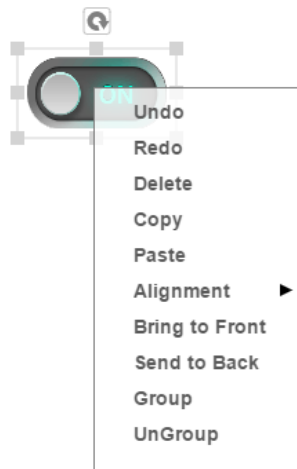 ON
Undo
Redo
Delete
Copy
Paste
Alignment
Bring to Front
Send to Back
Group
UnGroup